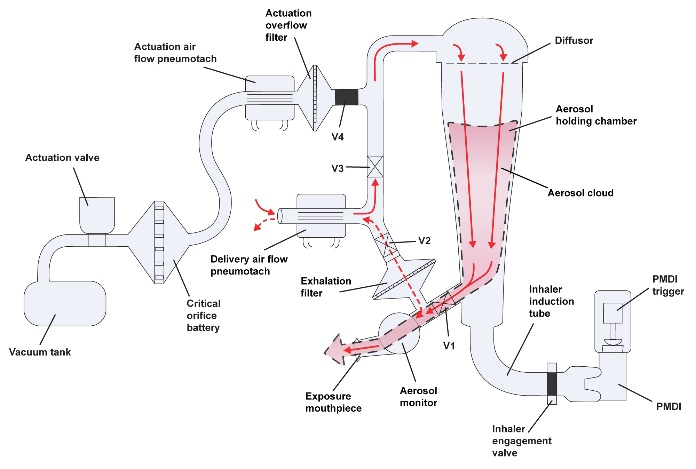 Actuation
overflow
filter
Actuation air
flow pneumotach
Diffusor
Aerosol
holding chamber
V4
Actuation valve
V3
Aerosol cloud
V2
Delivery air flow
pneumotach
Exhalation
filter
PMDI
trigger
Inhaler
induction
tube
Critical
orifice
battery
V1
Vacuum tank
Aerosol
monitor
Exposure
mouthpiece
PMDI
Inhaler
engagement
valve